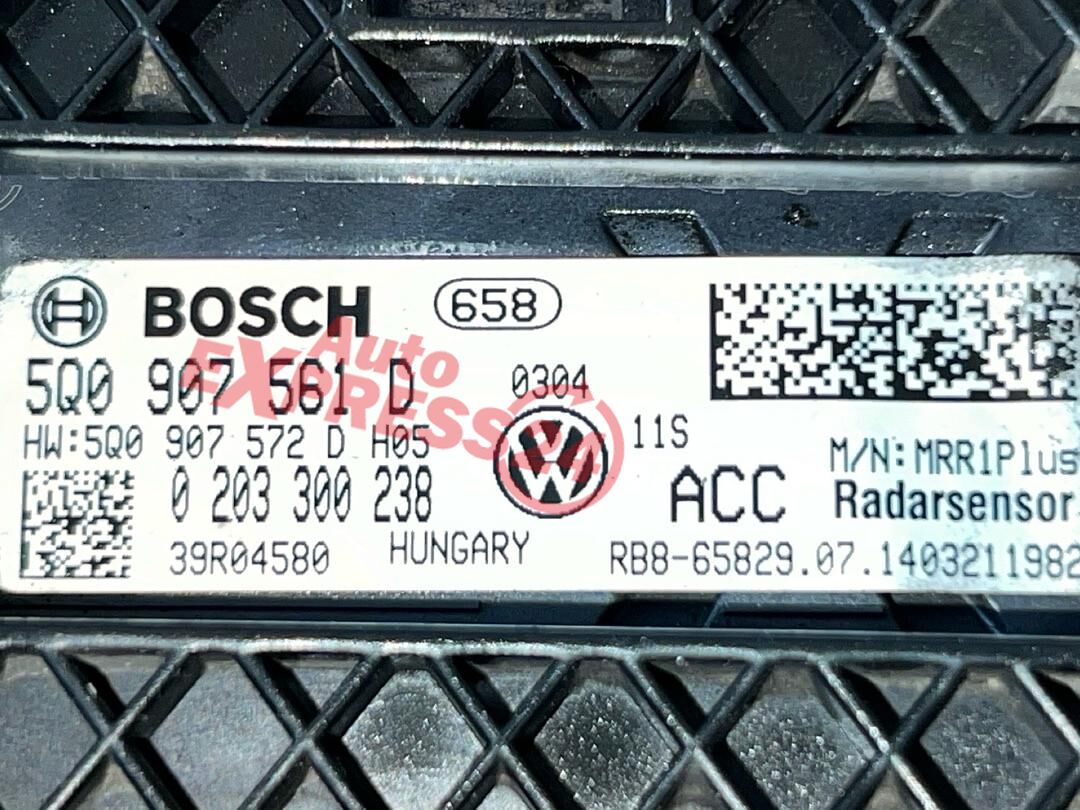 BOSCH 658
5Q0 907 561 D 0304
HW:5Q0 907 572 D H05 11S M/N:MRR1Plus
0 203 300 238 ACC Radarsensor
39R04580 HUNGARY RB8-65829.07.1403211982
Auto
EXPRESS24